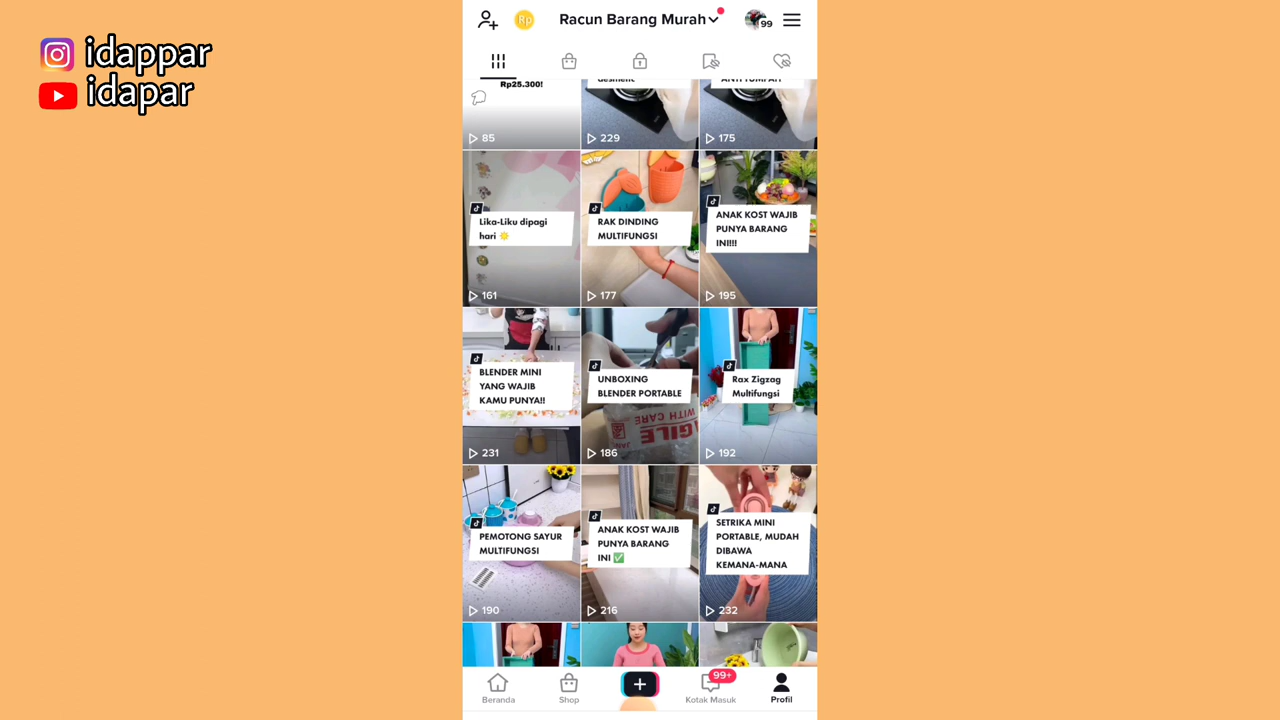 idappar
idapar
Rp
Racun Barang Murah
99
Rp25.300!
85
229
175
Lika-Liku dipagi
hari
161
RAK DINDING
MULTIFUNGSI
177
ANAK KOST WAJIB
PUNYA BARANG
INI!!!
195
BLENDER MINI
YANG WAJIB
KAMU PUNYA!!
231
UNBOXING
BLENDER PORTABLE
WITH CARE
186
Rax Zigzag
Multifungsi
192
PEMOTONG SAYUR
MULTIFUNGSI
190
ANAK KOST WAJIB
PUNYA BARANG
INI ✅
216
SETRIKA MINI
PORTABLE, MUDAH
DIBAWA
KEMANA-MANA
232
Beranda
Shop
99+
Kotak Masuk
Profil